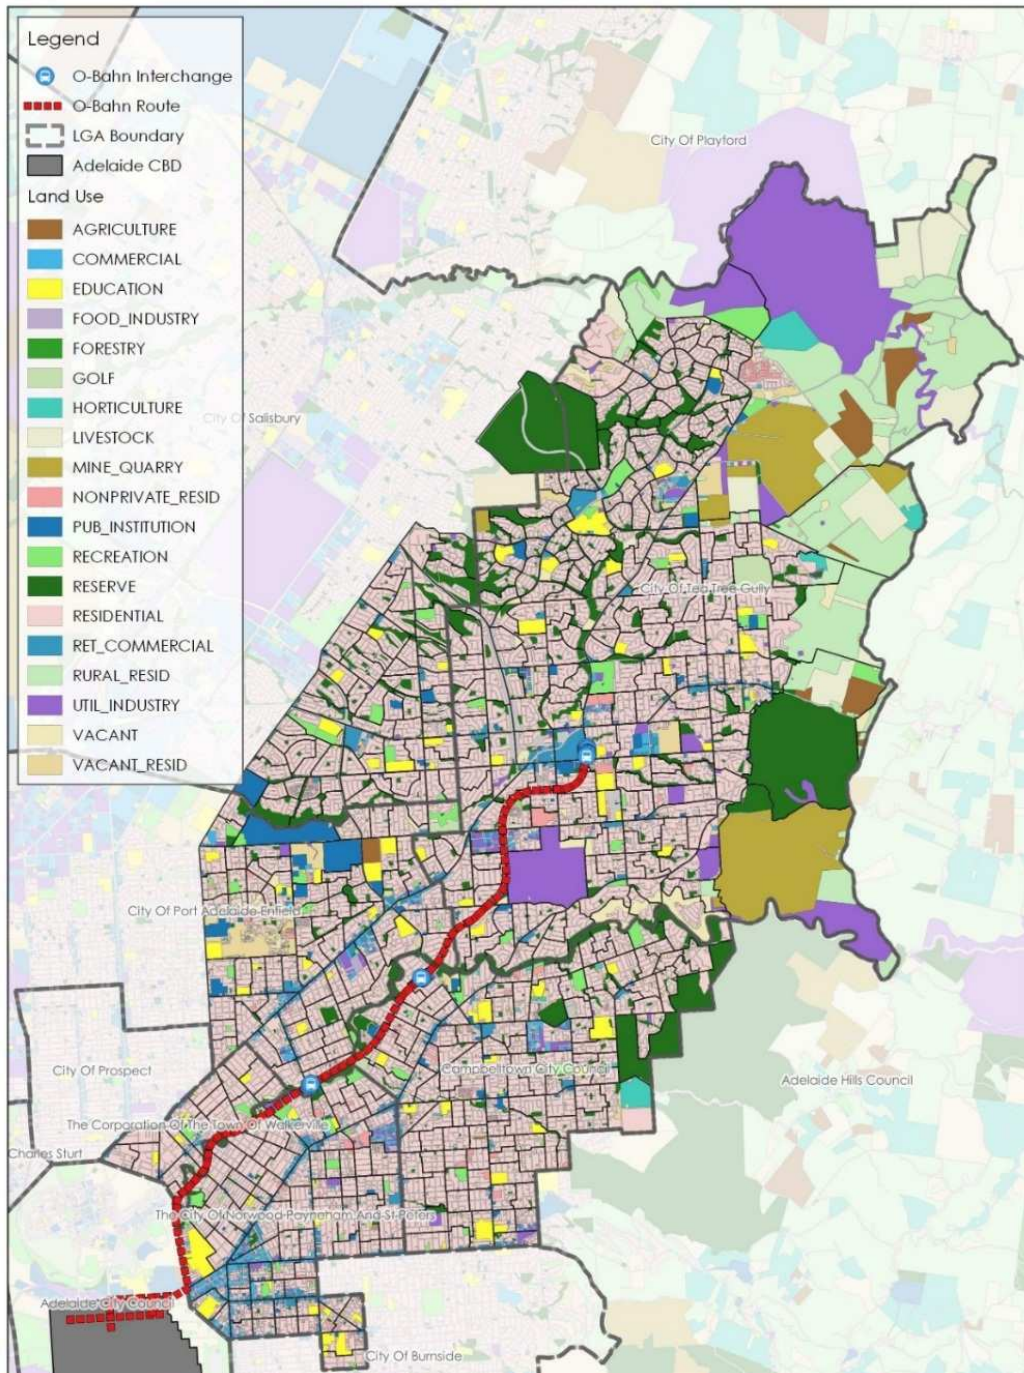 Legend
O-Bahn Interchange
O-Bahn Route
LGA Boundary
Adelaide CBD
Land Use
AGRICULTURE
COMMERCIAL
EDUCATION
FOOD_INDUSTRY
FORESTRY
GOLF
HORTICULTURE
LIVESTOCK
MINE_QUARRY
NONPRIVATE_RESID
PUB_INSTITUTION
RECREATION
RESERVE
RESIDENTIAL
RET_COMMERCIAL
RURAL_RESID
UTIL_INDUSTRY
VACANT
VACANT_RESID
City Of Playford
City Of Salisbury
City Of Tea Tree Gully
City Of Port Adelaide Enfield
City Of Prospect
Campbelltown City Council
Adelaide Hills Council
The Corporation Of The Town Of Walkerville
Charles Sturt
The City Of Norwood Payneham And St Peters
Adelaide City Council
City Of Burnside